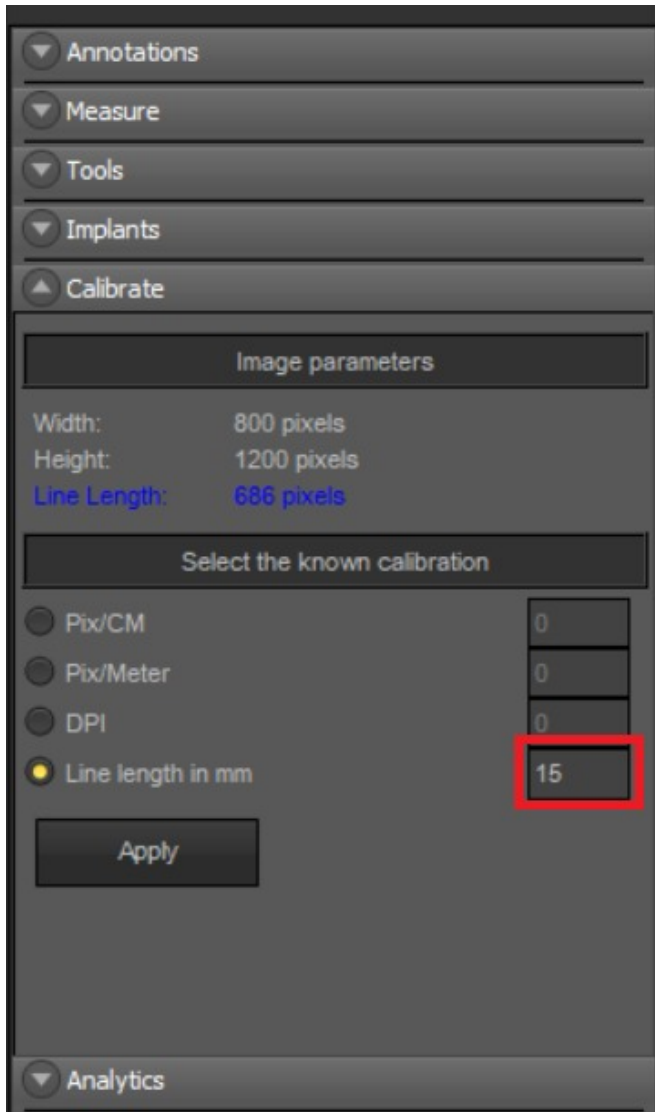 Annotations
Measure
Tools
Implants
Calibrate
Image parameters
Width: 800 pixels
Height: 1200 pixels
Line Length: 686 pixels
Select the known calibration
Pix/CM 0
Pix/Meter 0
DPI 0
Line length in mm 15
Apply
Analytics